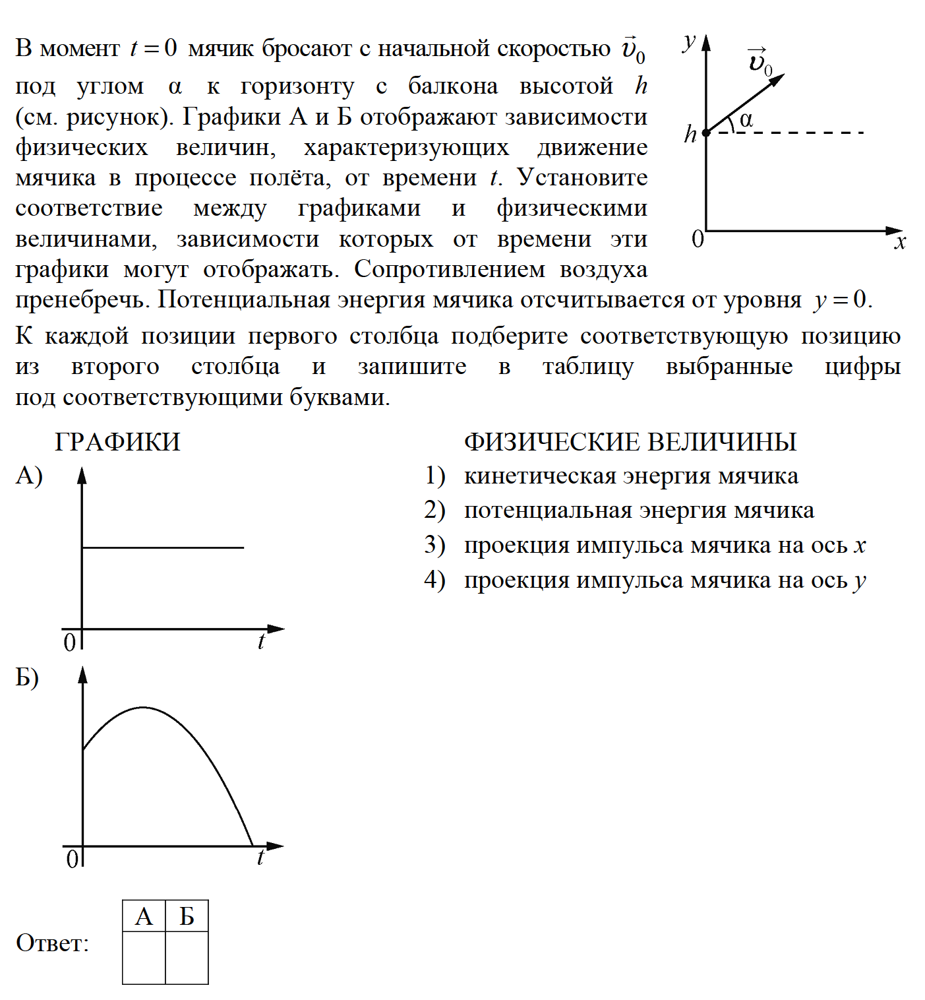 В момент t = 0 мячик бросают с начальной скоростью υ⃗₀
под углом α к горизонту с балкона высотой h
(см. рисунок). Графики А и Б отображают зависимости
физических величин, характеризующих движение
мячика в процессе полёта, от времени t. Установите
соответствие между графиками и физическими
величинами, зависимости которых от времени эти
графики могут отображать. Сопротивлением воздуха
пренебречь. Потенциальная энергия мячика отсчитывается от уровня y = 0.
y
υ⃗₀
α
h
0
x
К каждой позиции первого столбца подберите соответствующую позицию
из второго столбца и запишите в таблицу выбранные цифры
под соответствующими буквами.
ГРАФИКИ
А)
0
t
Б)
0
t
ФИЗИЧЕСКИЕ ВЕЛИЧИНЫ
1) кинетическая энергия мячика
2) потенциальная энергия мячика
3) проекция импульса мячика на ось x
4) проекция импульса мячика на ось y
А Б
Ответ: